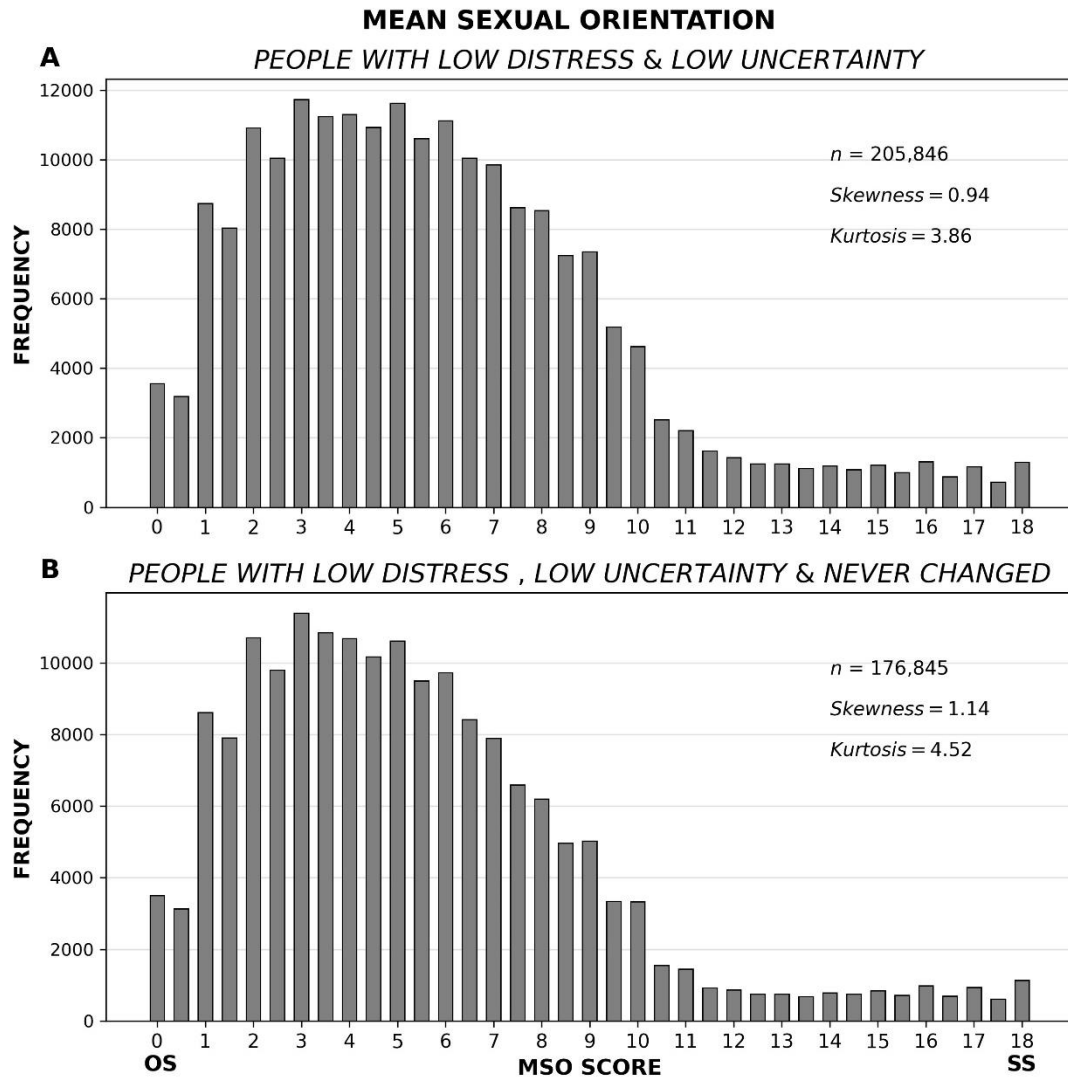 MEAN SEXUAL ORIENTATION
A
PEOPLE WITH LOW DISTRESS & LOW UNCERTAINTY
12000
10000
8000
6000
4000
2000
0
FREQUENCY
n = 205,846
Skewness = 0.94
Kurtosis = 3.86
0 1 2 3 4 5 6 7 8 9 10 11 12 13 14 15 16 17 18
B
PEOPLE WITH LOW DISTRESS , LOW UNCERTAINTY & NEVER CHANGED
10000
8000
6000
4000
2000
0
FREQUENCY
n = 176,845
Skewness = 1.14
Kurtosis = 4.52
0 1 2 3 4 5 6 7 8 9 10 11 12 13 14 15 16 17 18
OS MSO SCORE SS